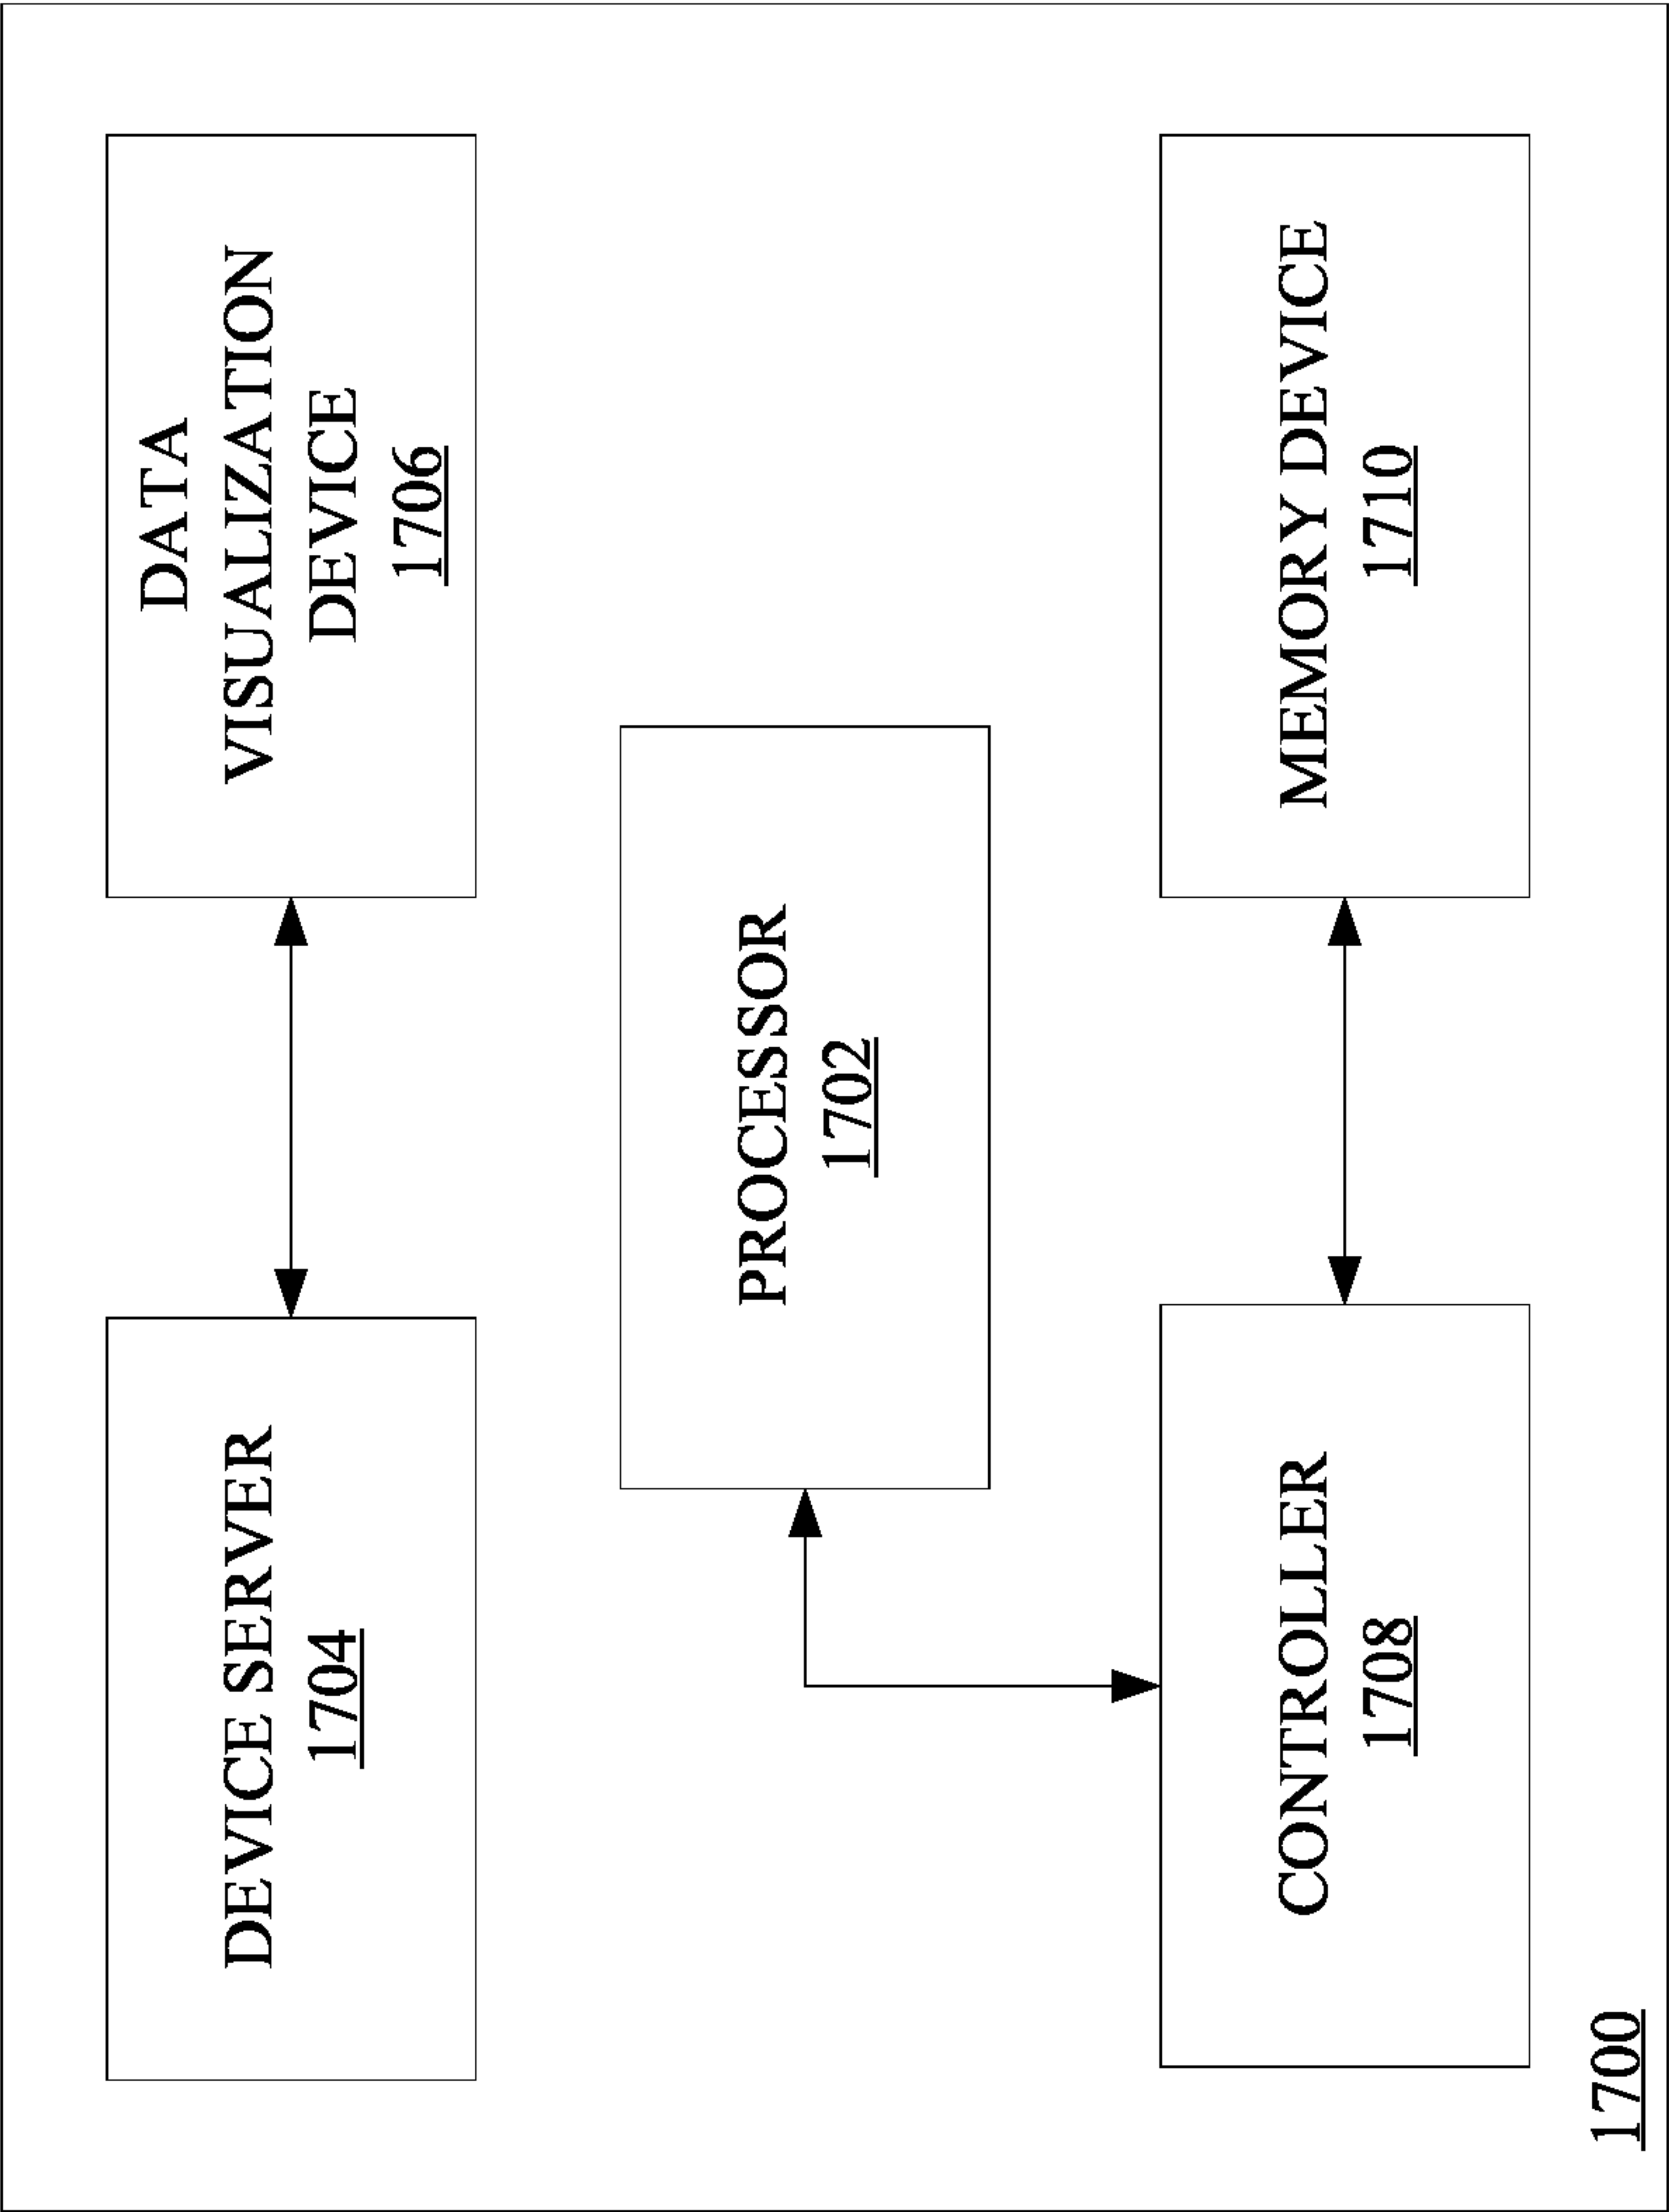 DEVICE SERVER
1704
DATA
VISUALIZATION
DEVICE
1706
PROCESSOR
1702
CONTROLLER
1708
MEMORY DEVICE
1710
1700